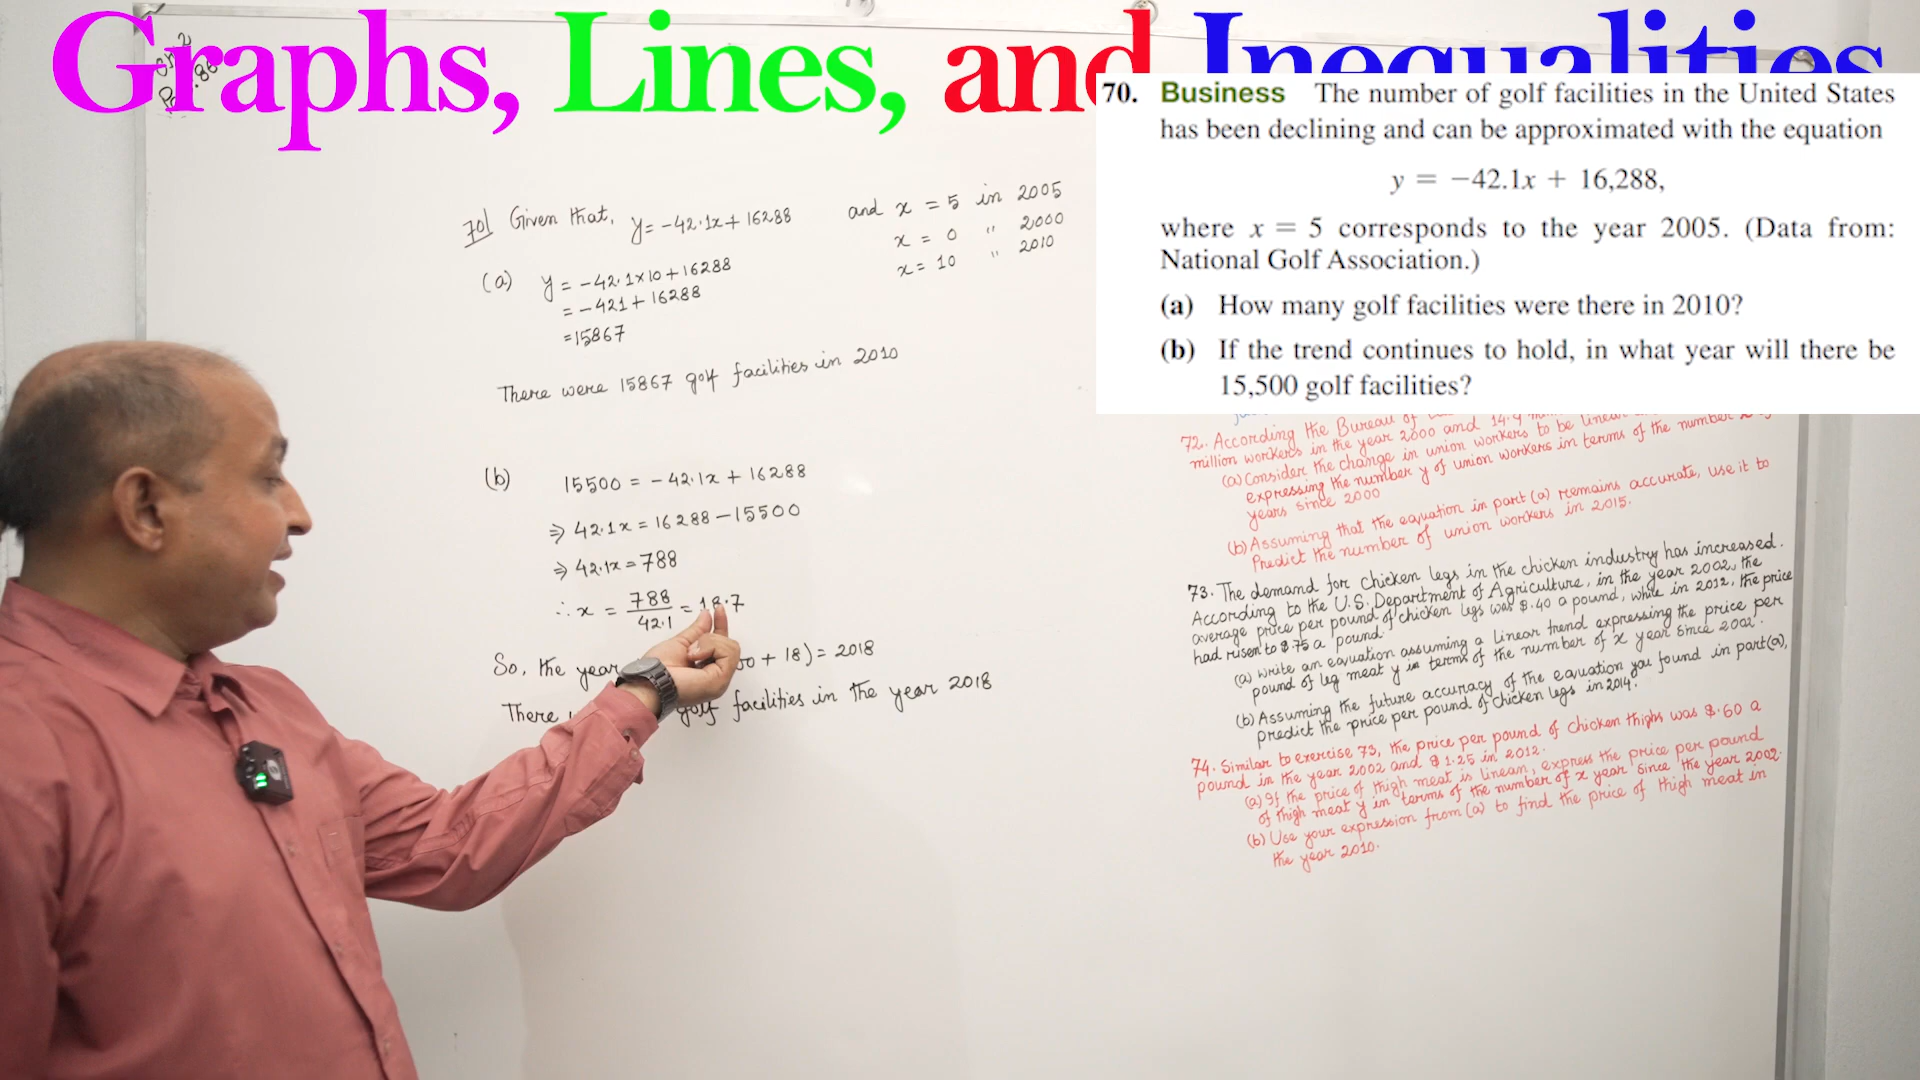 Graphs, Lines, and Inequalities
70. Business The number of golf facilities in the United States
has been declining and can be approximated with the equation
y = −42.1x + 16,288,
where x = 5 corresponds to the year 2005. (Data from:
National Golf Association.)
(a) How many golf facilities were there in 2010?
(b) If the trend continues to hold, in what year will there be
15,500 golf facilities?
70| Given that, y = -42.1x + 16288 and x = 5 in 2005
x = 0 " 2000
x = 10 " 2010
(a) y = -42.1x10 + 16288
= -421 + 16288
= 15867
There were 15867 golf facilities in 2010
(b) 15500 = -42.1x + 16288
⇒ 42.1x = 16288 - 15500
⇒ 42.1x = 788
∴ x = 788/42.1 = 18.7
So, the year + 18) = 2018
There golf facilities in the year 2018
72. According the Bureau of
million workers in the year 2000 and 14.4
(a) Consider the change in union workers to be linear
expressing the number y of union workers in terms of the number
years since 2000
(b) Assuming that the equation in part (a) remains accurate, use it to
Predict the number of union workers in 2015.
73. The demand for chicken legs in the chicken industry has increased.
According to the U.S. Department of Agriculture, in the year 2002, the
average price per pound of chicken legs was $.40 a pound, while in 2012, the price
had risen to $.75 a pound.
(a) write an equation assuming a linear trend expressing the price per
pound of leg meat y in terms of the number of x year since 2002.
(b) Assuming the future accuracy of the equation you found in part (a),
predict the price per pound of chicken legs in 2014.
74. Similar to exercise 73, the price per pound of chicken thighs was $.60 a
pound in the year 2002 and $1.25 in 2012.
(a) If the price of thigh meat is linear, express the price per pound
of thigh meat y in terms of the number of x year since the year 2002.
(b) Use your expression from (a) to find the price of thigh meat in
the year 2010.